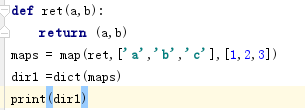 def ret(a,b):
    return (a,b)
maps = map(ret,['a','b','c'],[1,2,3])
dir1 =dict(maps)
print(dir1)